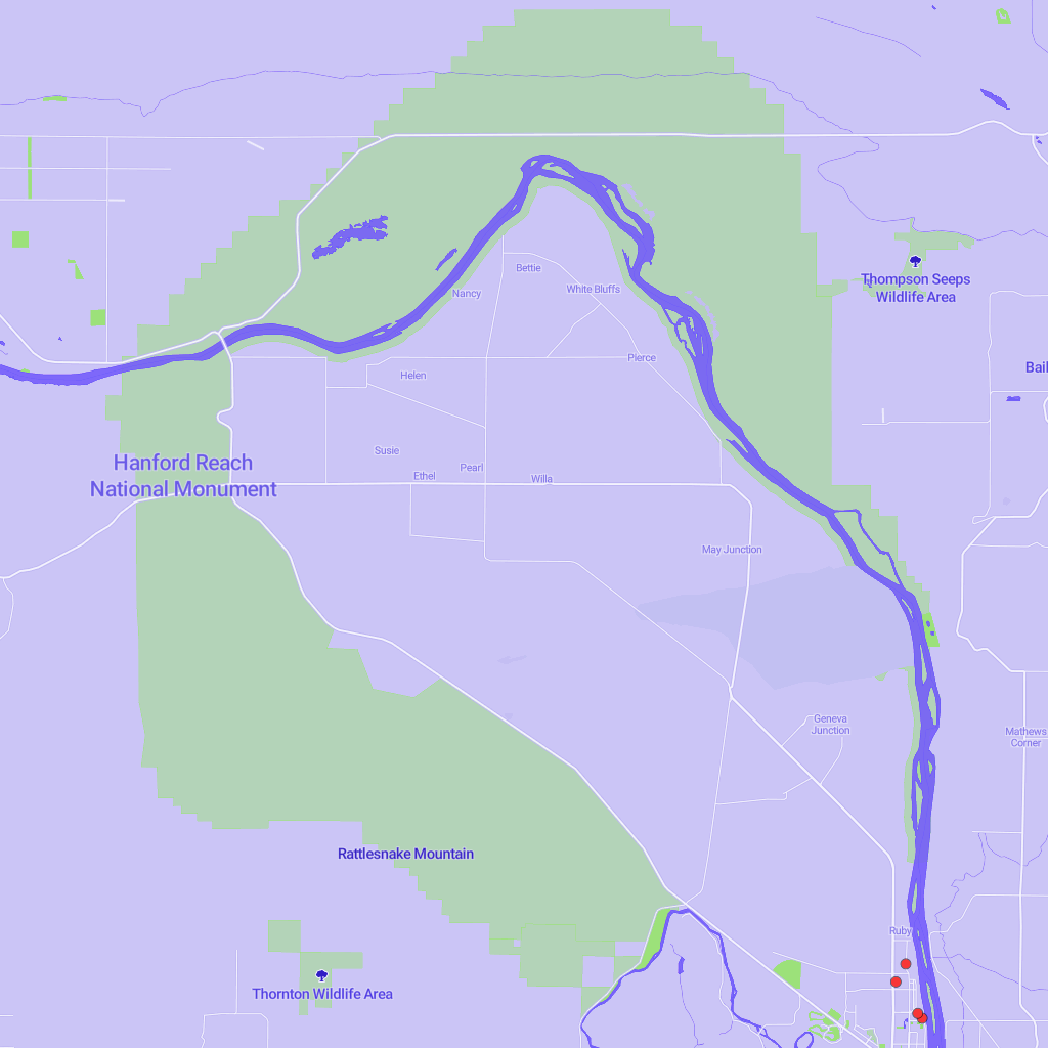 Bettie
Thompson Seeps
Wildlife Area
White Bluffs
Nancy
Pierce
Bail
Helen
Susie
Hanford Reach
National Monument
Pearl
Ethel
Willa
May Junction
Geneva
Junction
Mathews
Corner
Rattlesnake Mountain
Ruby
Thornton Wildlife Area